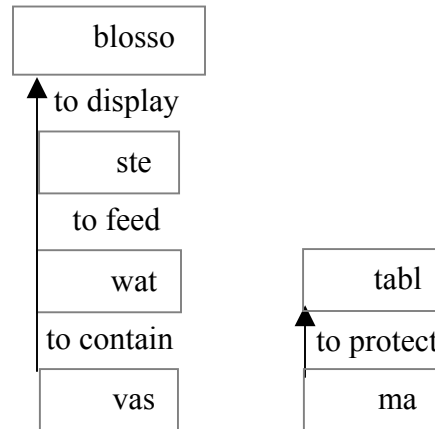 blosso
to display
ste
to feed
wat
tabl
to contain
to protect
vas
ma